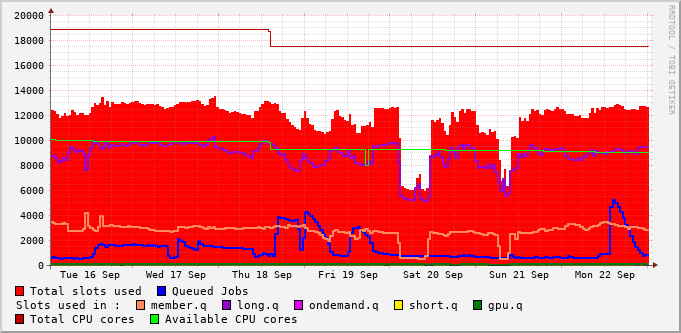 20000
18000
16000
14000
12000
10000
8000
6000
4000
2000
0
Tue 16 Sep Wed 17 Sep Thu 18 Sep Fri 19 Sep Sat 20 Sep Sun 21 Sep Mon 22 Sep
Total slots used Queued Jobs
Slots used in : member.q long.q ondemand.q short.q gpu.q
Total CPU cores Available CPU cores
RRDTOOL / TOBI OETIKER